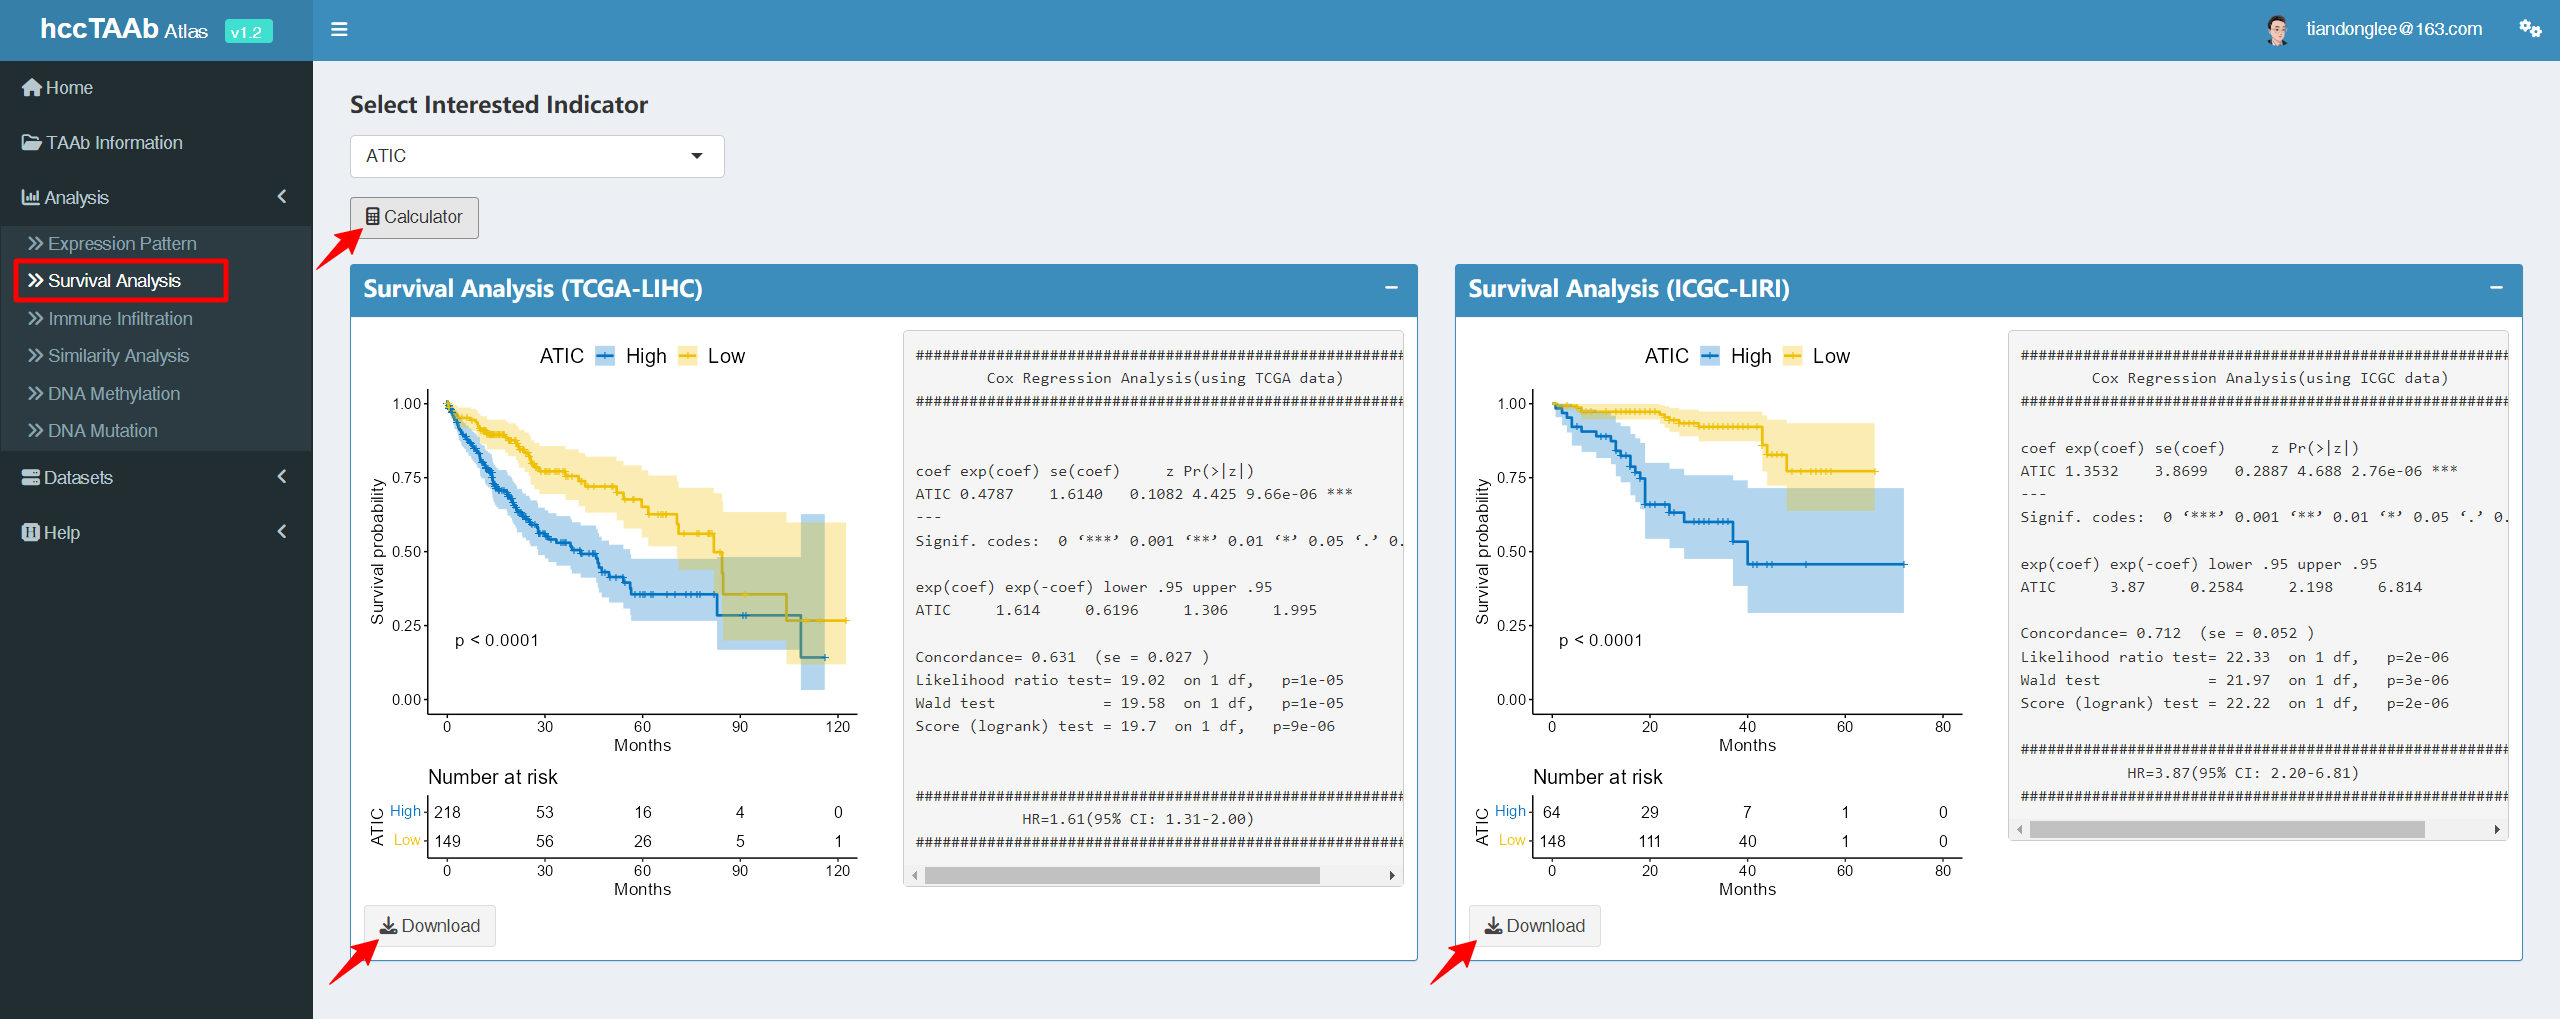 hccTAAb Atlas v1.2
tiandonglee@163.com
Home
TAAb Information
Analysis
Expression Pattern
Survival Analysis
Immune Infiltration
Similarity Analysis
DNA Methylation
DNA Mutation
Datasets
Help
Select Interested Indicator
ATIC
Calculator
Survival Analysis (TCGA-LIHC)
ATIC High Low
1.00
0.75
0.50
0.25
0.00
Survival probability
p < 0.0001
0 30 60 90 120
Months
Number at risk
ATIC
High 218 53 16 4 0
Low 149 56 26 5 1
0 30 60 90 120
Months
Download
##################################################
Cox Regression Analysis(using TCGA data)
##################################################
coef exp(coef) se(coef)     z Pr(>|z|)
ATIC 0.4787    1.6140   0.1082 4.425 9.66e-06 ***
---
Signif. codes:  0 ‘***’ 0.001 ‘**’ 0.01 ‘*’ 0.05 ‘.’ 0.
exp(coef) exp(-coef) lower .95 upper .95
ATIC     1.614     0.6196     1.306     1.995
Concordance= 0.631  (se = 0.027 )
Likelihood ratio test= 19.02  on 1 df,   p=1e-05
Wald test            = 19.58  on 1 df,   p=1e-05
Score (logrank) test = 19.7  on 1 df,   p=9e-06
##################################################
HR=1.61(95% CI: 1.31-2.00)
##################################################
Survival Analysis (ICGC-LIRI)
ATIC High Low
1.00
0.75
0.50
0.25
0.00
Survival probability
p < 0.0001
0 20 40 60 80
Months
Number at risk
ATIC
High 64 29 7 1 0
Low 148 111 40 1 0
0 20 40 60 80
Months
Download
##################################################
Cox Regression Analysis(using ICGC data)
##################################################
coef exp(coef) se(coef)     z Pr(>|z|)
ATIC 1.3532    3.8699   0.2887 4.688 2.76e-06 ***
---
Signif. codes:  0 ‘***’ 0.001 ‘**’ 0.01 ‘*’ 0.05 ‘.’ 0.
exp(coef) exp(-coef) lower .95 upper .95
ATIC      3.87     0.2584     2.198     6.814
Concordance= 0.712  (se = 0.052 )
Likelihood ratio test= 22.33  on 1 df,   p=2e-06
Wald test            = 21.97  on 1 df,   p=3e-06
Score (logrank) test = 22.22  on 1 df,   p=2e-06
##################################################
HR=3.87(95% CI: 2.20-6.81)
##################################################